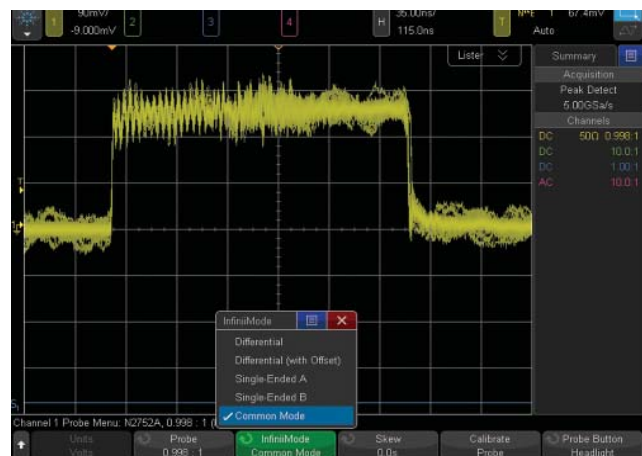 1 90mV/ 2 3 4 H 35.00ns/ T 1 67.4mV
-9.000mV 115.0ns Auto
Lister
Summary
Acquisition
Peak Detect
5.00GSa/s
Channels
DC 50Ω 0.998:1
DC 10.0:1
DC 1.00:1
AC 10.0:1
T
InfiniiMode
Differential
Differential (with Offset)
Single-Ended A
Single-Ended B
Common Mode
Channel 1 Probe Menu: N2752A, 0.998 : 1
Units Probe InfiniiMode Skew Calibrate Probe Button
Volts 0.998 : 1 Common Mode 0.0s Probe Headlight